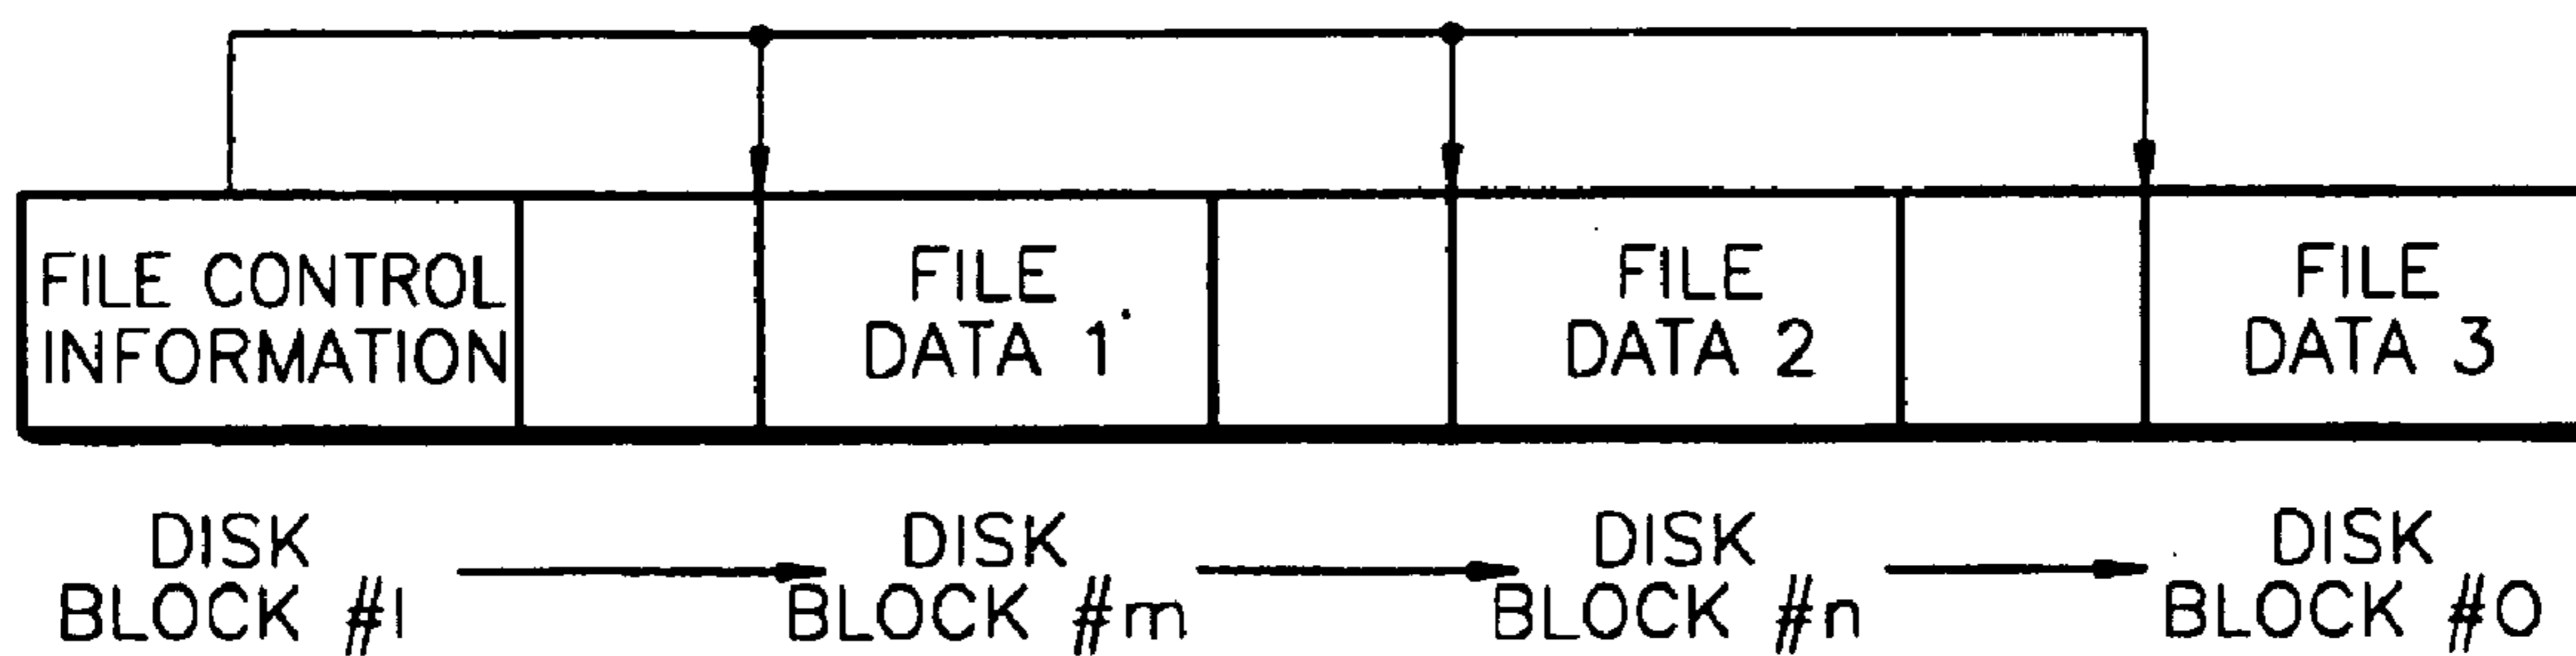 FILE CONTROL
INFORMATION
FILE
DATA 1
FILE
DATA 2
FILE
DATA 3
DISK
BLOCK #l
DISK
BLOCK #m
DISK
BLOCK #n
DISK
BLOCK #O